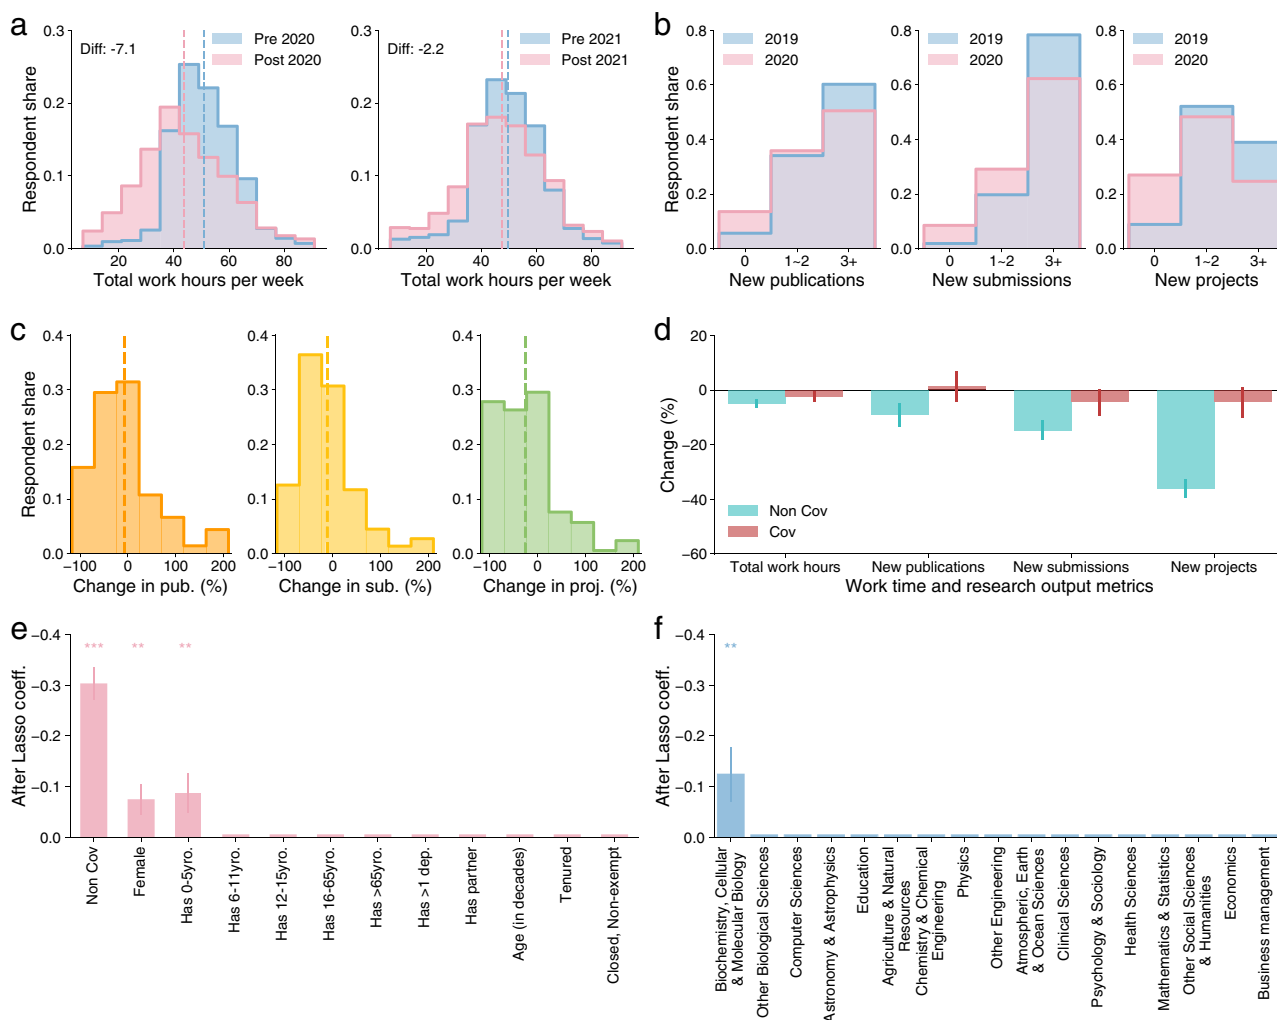 a
Diff: -7.1
Pre 2020
Post 2020
Respondent share
0.3
0.2
0.1
0.0
20 40 60 80
Total work hours per week
Diff: -2.2
Pre 2021
Post 2021
0.3
0.2
0.1
0.0
20 40 60 80
Total work hours per week
b
2019
2020
Respondent share
0.8
0.6
0.4
0.2
0.0
0 1~2 3+
New publications
2019
2020
0.8
0.6
0.4
0.2
0.0
0 1~2 3+
New submissions
2019
2020
0.8
0.6
0.4
0.2
0.0
0 1~2 3+
New projects
c
Respondent share
0.4
0.3
0.2
0.1
0.0
−100 0 100 200
Change in pub. (%)
0.4
0.3
0.2
0.1
0.0
−100 0 100 200
Change in sub. (%)
0.4
0.3
0.2
0.1
0.0
−100 0 100 200
Change in proj. (%)
d
Change (%)
20
0
−20
−40
−60
Non Cov
Cov
Total work hours New publications New submissions New projects
Work time and research output metrics
e
After Lasso coeff.
−0.4
−0.3
−0.2
−0.1
0.0
*** ** **
Non Cov
Female
Has 0-5yro.
Has 6-11yro.
Has 12-15yro.
Has 16-65yro.
Has >65yro.
Has >1 dep.
Has partner
Age (in decades)
Tenured
Closed, Non-exempt
f
After Lasso coeff.
−0.4
−0.3
−0.2
−0.1
0.0
**
Biochemistry, Cellular
& Molecular Biology
Other Biological Sciences
Computer Sciences
Astronomy & Astrophysics
Education
Agriculture & Natural
Resources
Chemistry & Chemical
Engineering
Physics
Other Engineering
Atmospheric, Earth
& Ocean Sciences
Clinical Sciences
Psychology & Sociology
Health Sciences
Mathematics & Statistics
Other Social Sciences
& Humanities
Economics
Business management